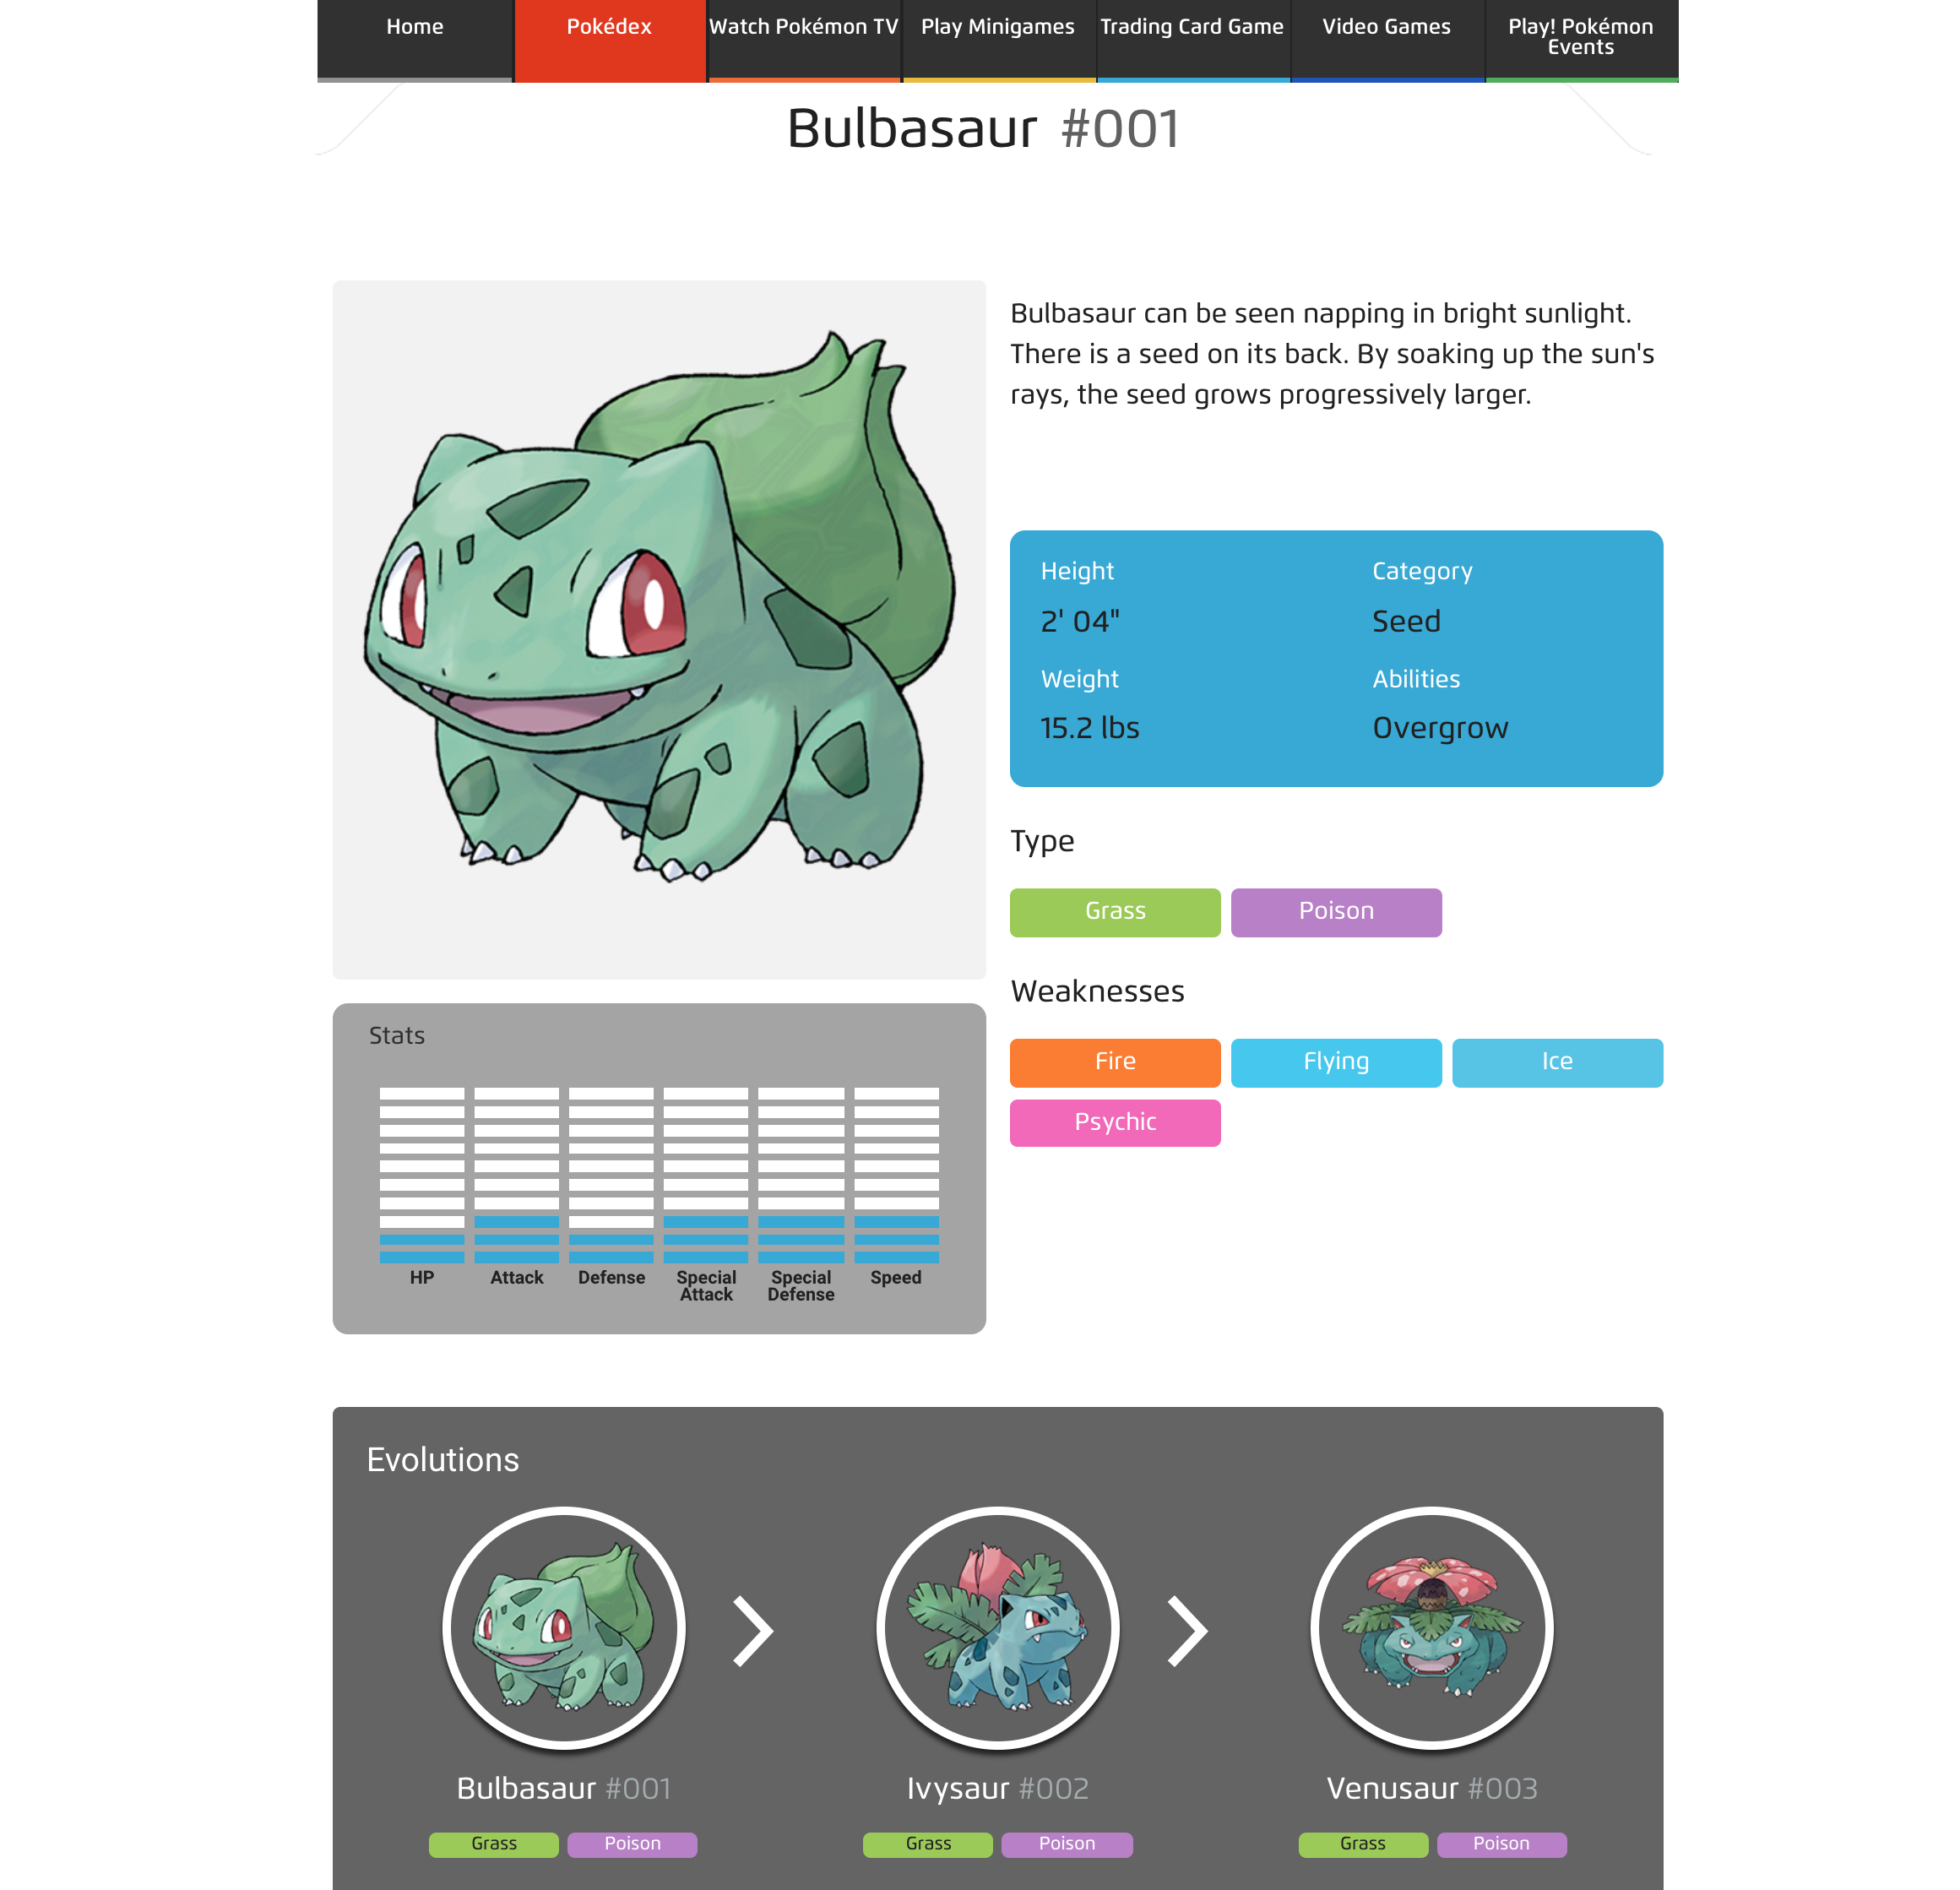 Home
Pokédex
Watch Pokémon TV
Play Minigames
Trading Card Game
Video Games
Play! Pokémon
Events
Bulbasaur #001
Bulbasaur can be seen napping in bright sunlight.
There is a seed on its back. By soaking up the sun's
rays, the seed grows progressively larger.
Height
2' 04"
Category
Seed
Weight
15.2 lbs
Abilities
Overgrow
Type
Grass
Poison
Weaknesses
Fire
Flying
Ice
Psychic
Stats
HP
Attack
Defense
Special
Attack
Special
Defense
Speed
Evolutions
Bulbasaur #001
Grass
Poison
Ivysaur #002
Grass
Poison
Venusaur #003
Grass
Poison